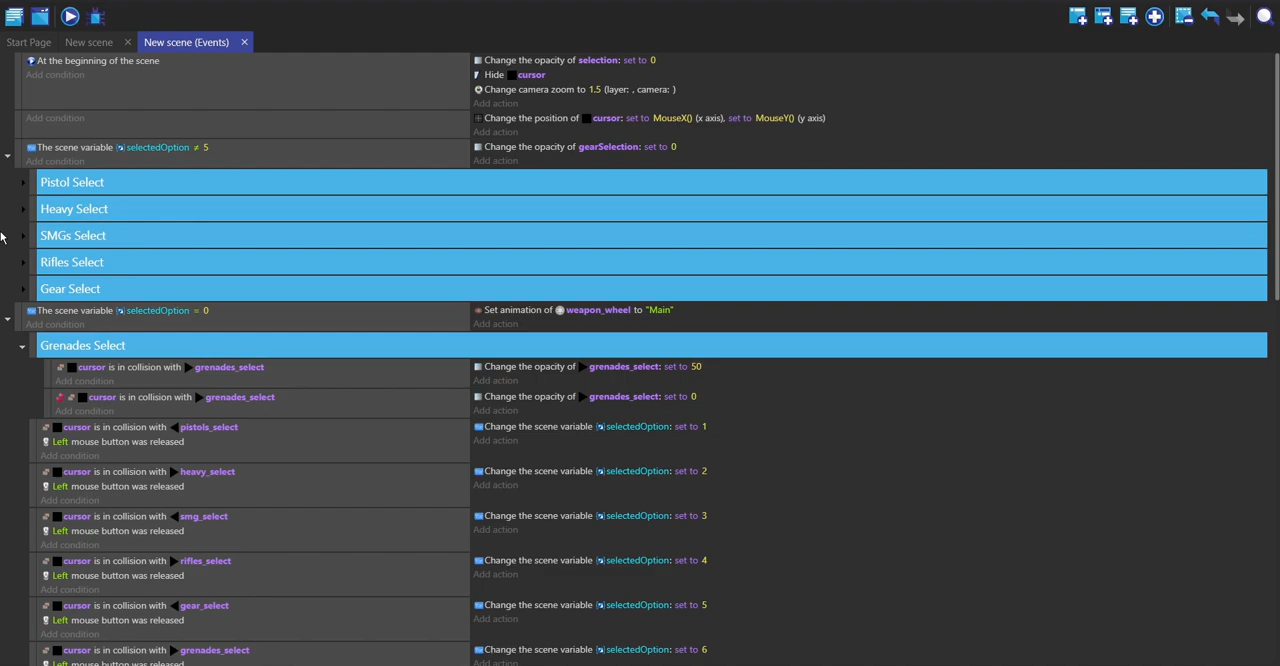 Start Page New scene × New scene (Events) ×
At the beginning of the scene
Add condition
Change the opacity of selection: set to 0
Hide cursor
Change camera zoom to 1.5 (layer: , camera: )
Add action
Add condition
Change the position of cursor: set to MouseX() (x axis), set to MouseY() (y axis)
Add action
The scene variable selectedOption ≠ 5
Add condition
Change the opacity of gearSelection: set to 0
Add action
Pistol Select
Heavy Select
SMGs Select
Rifles Select
Gear Select
The scene variable selectedOption = 0
Add condition
Set animation of weapon_wheel to "Main"
Add action
Grenades Select
cursor is in collision with grenades_select
Add condition
Change the opacity of grenades_select: set to 50
Add action
cursor is in collision with grenades_select
Add condition
Change the opacity of grenades_select: set to 0
Add action
cursor is in collision with pistols_select
Left mouse button was released
Add condition
Change the scene variable selectedOption: set to 1
Add action
cursor is in collision with heavy_select
Left mouse button was released
Add condition
Change the scene variable selectedOption: set to 2
Add action
cursor is in collision with smg_select
Left mouse button was released
Add condition
Change the scene variable selectedOption: set to 3
Add action
cursor is in collision with rifles_select
Left mouse button was released
Add condition
Change the scene variable selectedOption: set to 4
Add action
cursor is in collision with gear_select
Left mouse button was released
Add condition
Change the scene variable selectedOption: set to 5
Add action
cursor is in collision with grenades_select
Left mouse button was released
Change the scene variable selectedOption: set to 6
Add action